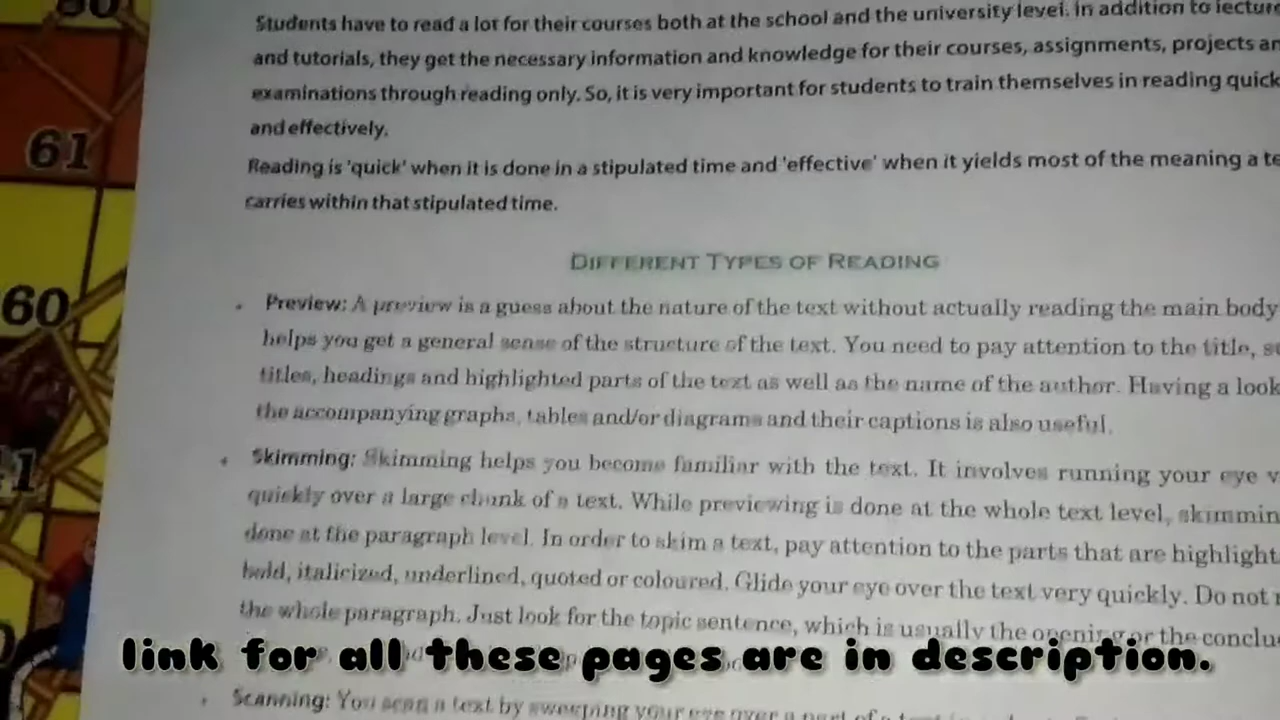 Students have to read a lot for their courses both at the school and the university level. In addition to lecture
and tutorials, they get the necessary information and knowledge for their courses, assignments, projects an
examinations through reading only. So, it is very important for students to train themselves in reading quick
and effectively.
Reading is 'quick' when it is done in a stipulated time and 'effective' when it yields most of the meaning a te
carries within that stipulated time.
DIFFERENT TYPES OF READING
Preview: A preview is a guess about the nature of the text without actually reading the main body
helps you get a general sense of the structure of the text. You need to pay attention to the title, su
titles, headings and highlighted parts of the text as well as the name of the author. Having a look
the accompanying graphs, tables and/or diagrams and their captions is also useful.
Skimming: Skimming helps you become familiar with the text. It involves running your eye v
quickly over a large chunk of a text. While previewing is done at the whole text level, skimmin
done at the paragraph level. In order to skim a text, pay attention to the parts that are highlight
bold, italicized, underlined, quoted or coloured. Glide your eye over the text very quickly. Do not r
the whole paragraph. Just look for the topic sentence, which is usually the opening or the conclu
link for all these pages are in description.
Scanning: You scan a text by sweeping your eye over a part of a text
61
60